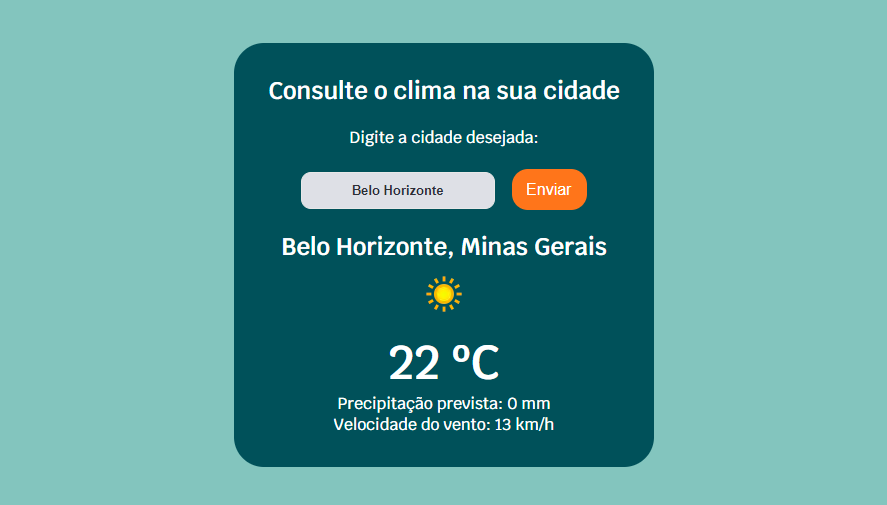 Consulte o clima na sua cidade
Digite a cidade desejada:
Belo Horizonte
Enviar
Belo Horizonte, Minas Gerais
22 ºC
Precipitação prevista: 0 mm
Velocidade do vento: 13 km/h